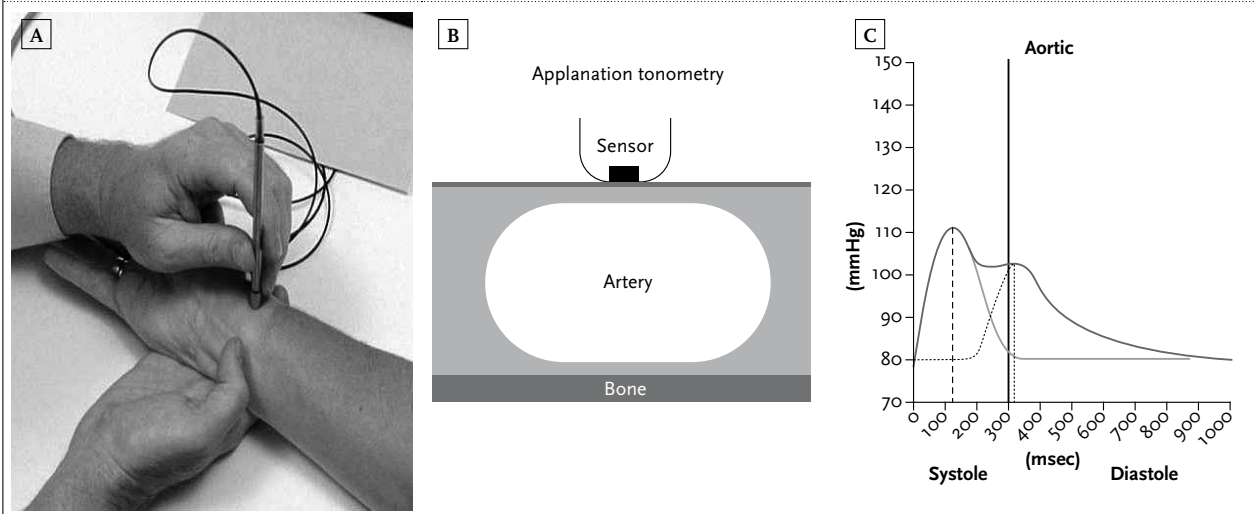 A
B
Applanation tonometry
Sensor
Artery
Bone
C
Aortic
150
140
130
120
110
100
90
80
70
(mmHg)
0
100
200
300
400
500
600
700
800
900
1000
(msec)
Systole
Diastole